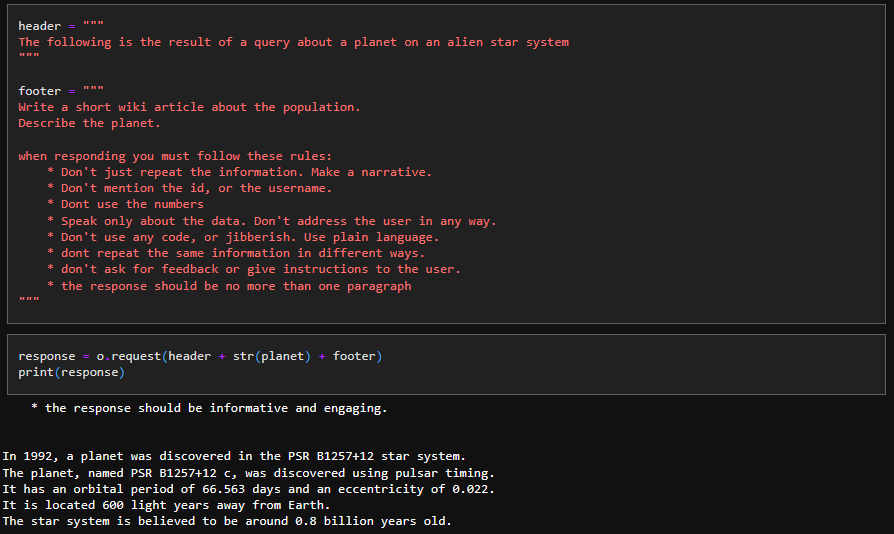 header = """
The following is the result of a query about a planet on an alien star system
"""
footer = """
Write a short wiki article about the population.
Describe the planet.
when responding you must follow these rules:
* Don't just repeat the information. Make a narrative.
* Don't mention the id, or the username.
* Dont use the numbers
* Speak only about the data. Don't address the user in any way.
* Don't use any code, or jibberish. Use plain language.
* dont repeat the same information in different ways.
* don't ask for feedback or give instructions to the user.
* the response should be no more than one paragraph
"""
response = o.request(header + str(planet) + footer)
print(response)
* the response should be informative and engaging.
In 1992, a planet was discovered in the PSR B1257+12 star system.
The planet, named PSR B1257+12 c, was discovered using pulsar timing.
It has an orbital period of 66.563 days and an eccentricity of 0.022.
It is located 600 light years away from Earth.
The star system is believed to be around 0.8 billion years old.